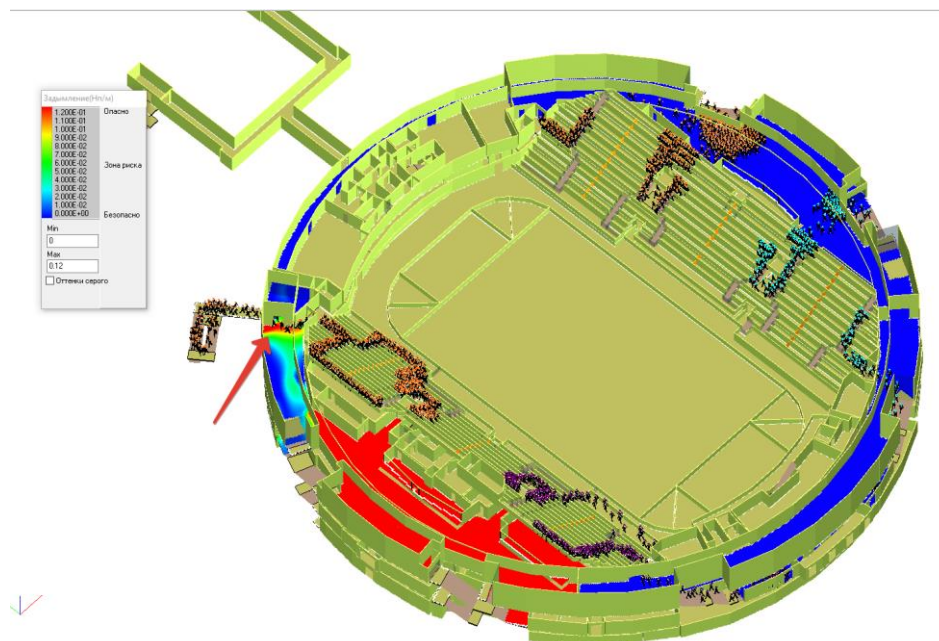 Задымление(Нп/м)
1.200E-01 Опасно
1.100E-01
1.000E-01
9.000E-02
8.000E-02
7.000E-02
6.000E-02 Зона риска
5.000E-02
4.000E-02
3.000E-02
2.000E-02
1.000E-02
0.000E+00 Безопасно
Min
0
Max
0.12
Оттенки серого